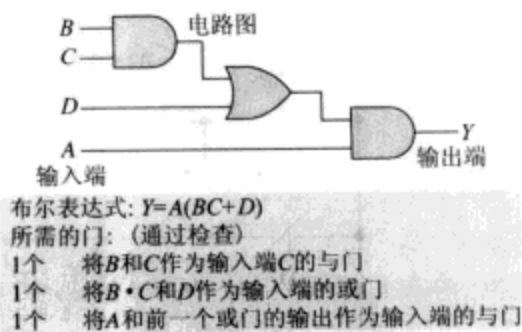 B
电路图
C
D
A
Y
输入端
输出端
布尔表达式: Y=A(BC+D)
所需的门: (通过检查)
1个 将B和C作为输入端C的与门
1个 将B·C和D作为输入端的或门
1个 将A和前一个或门的输出作为输入端的与门